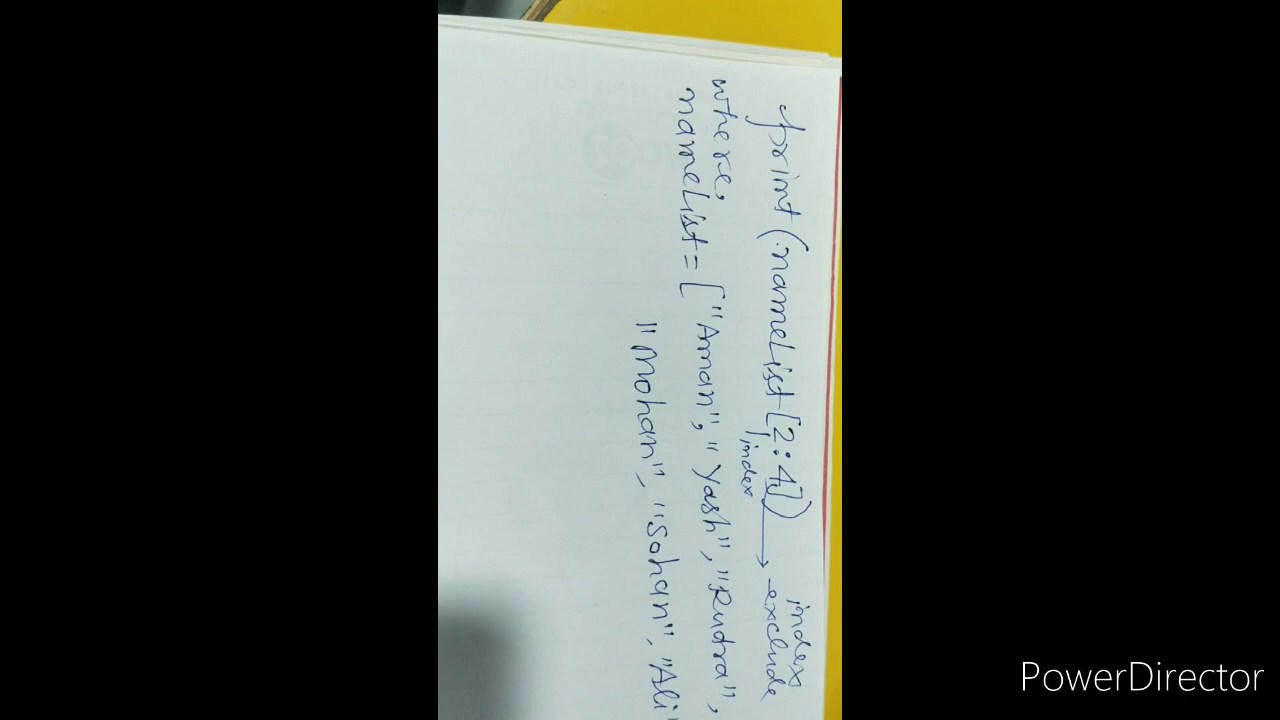 print(nameList[2:4])→exclude
index
index
where,
nameList=["Aman","Yash","Rudra",
"Mohan","Sohan","Ali"
PowerDirector